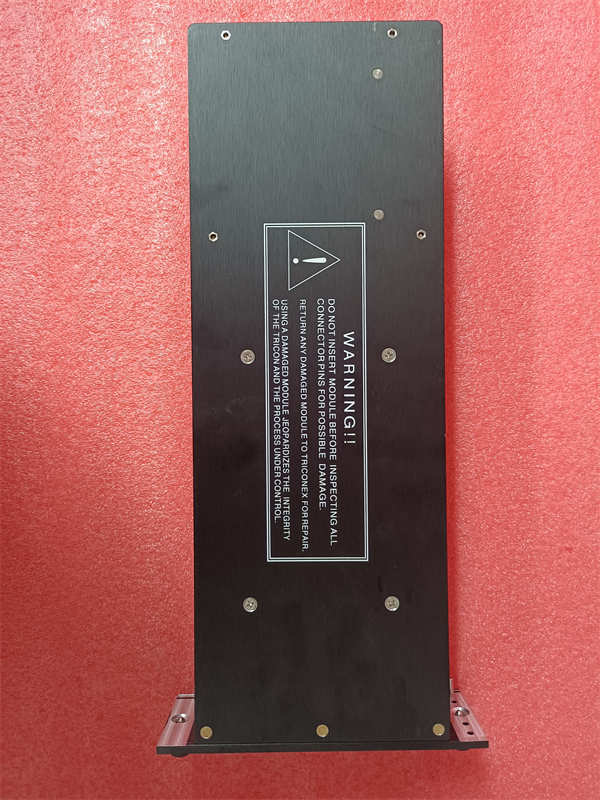 WARNING!!
DO NOT INSERT MODULE BEFORE INSPECTING ALL
CONNECTOR PINS FOR POSSIBLE DAMAGE.
RETURN ANY DAMAGED MODULE TO TRICONEX FOR REPAIR.
USING A DAMAGED MODULE JEOPARDIZES THE INTEGRITY
OF THE TRICON AND THE PROCESS UNDER CONTROL.